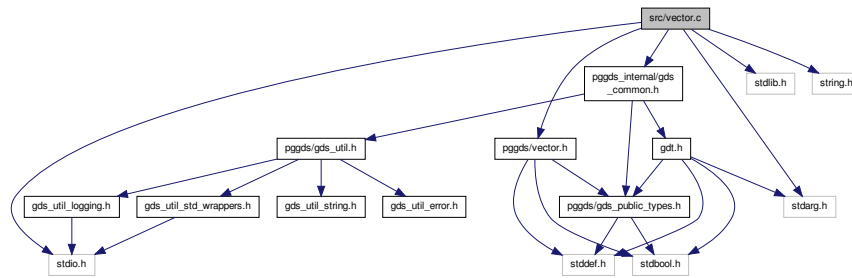 src/vector.c
pggds_internal/gds
_common.h
stdlib.h
string.h
pggds/gds_util.h
pggds/vector.h
gdt.h
gds_util_logging.h
gds_util_std_wrappers.h
gds_util_string.h
gds_util_error.h
pggds/gds_public_types.h
stdarg.h
stdio.h
stddef.h
stdbool.h